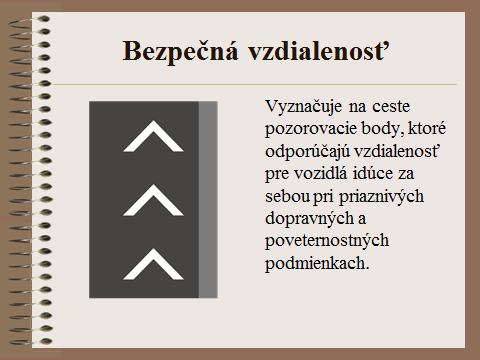 Bezpečná vzdialenosť
Vyznačuje na ceste
pozorovacie body, ktoré
odporúčajú vzdialenosť
pre vozidlá idúce za
sebou pri priaznivých
dopravných a
poveternostných
podmienkach.